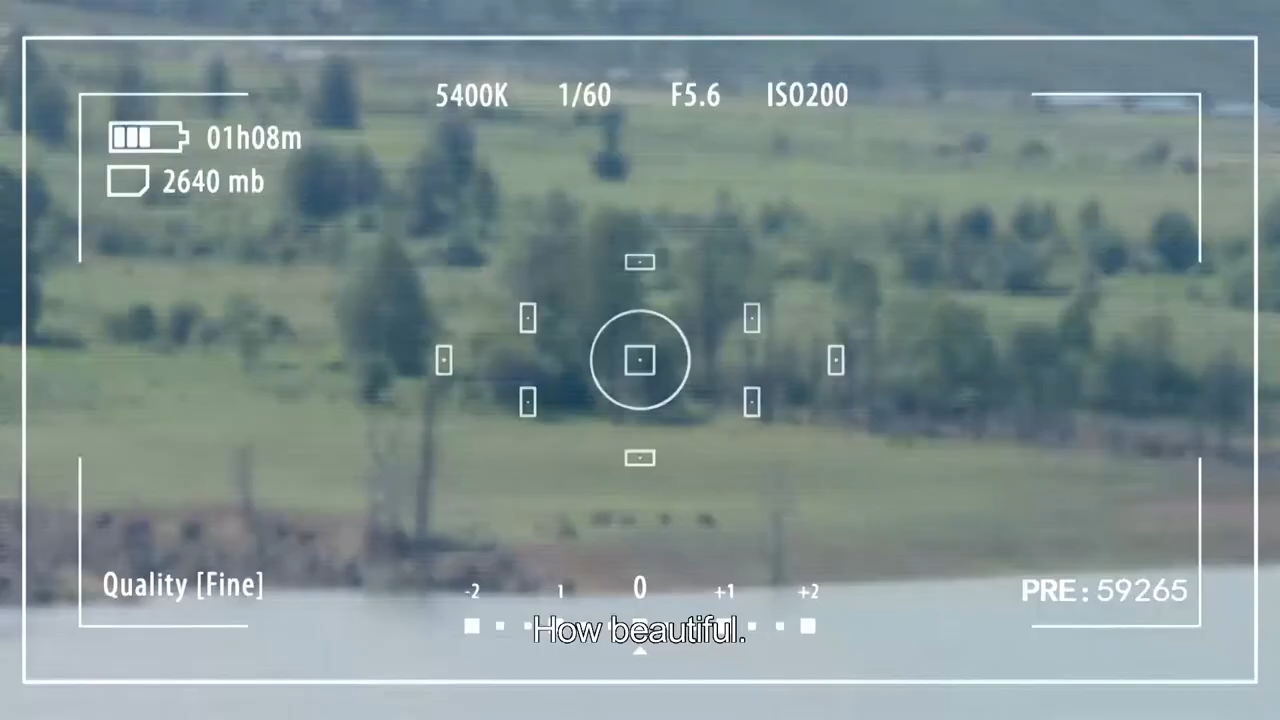 5400K 1/60 F5.6 ISO200
01h08m
2640 mb
Quality [Fine]
-2 1 0 +1 +2
PRE: 59265
How beautiful.